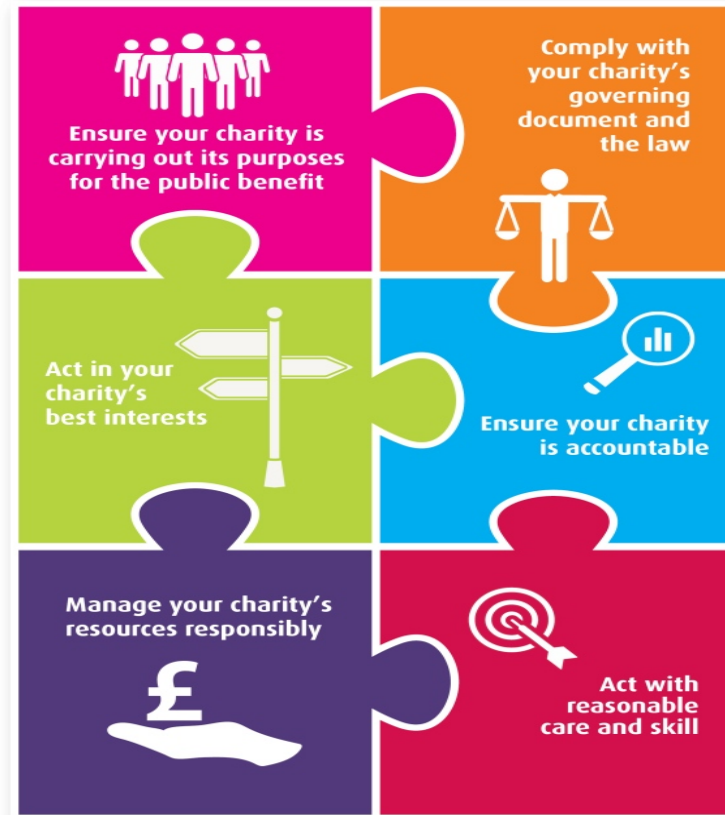 Ensure your charity is
carrying out its purposes
for the public benefit
Comply with
your charity's
governing
document and
the law
Act in your
charity's
best interests
Ensure your charity
is accountable
Manage your charity's
resources responsibly
£
Act with
reasonable
care and skill